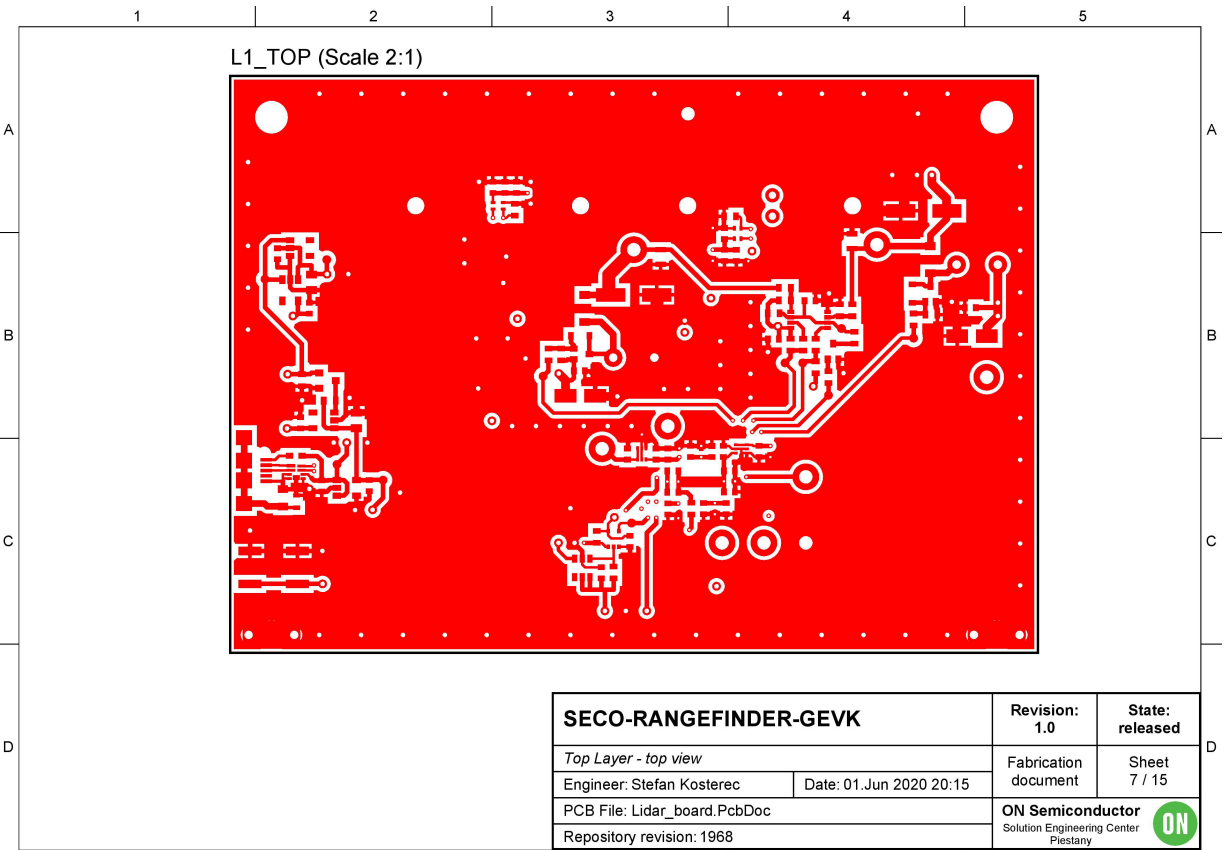 1 2 3 4 5
L1_TOP (Scale 2:1)
A A
B B
C C
D D
SECO-RANGEFINDER-GEVK
Revision:
1.0
State:
released
Top Layer - top view
Fabrication
document
Sheet
7 / 15
Engineer: Stefan Kosterec
Date: 01.Jun 2020 20:15
PCB File: Lidar_board.PcbDoc
Repository revision: 1968
ON Semiconductor
Solution Engineering Center
Piestany
ON